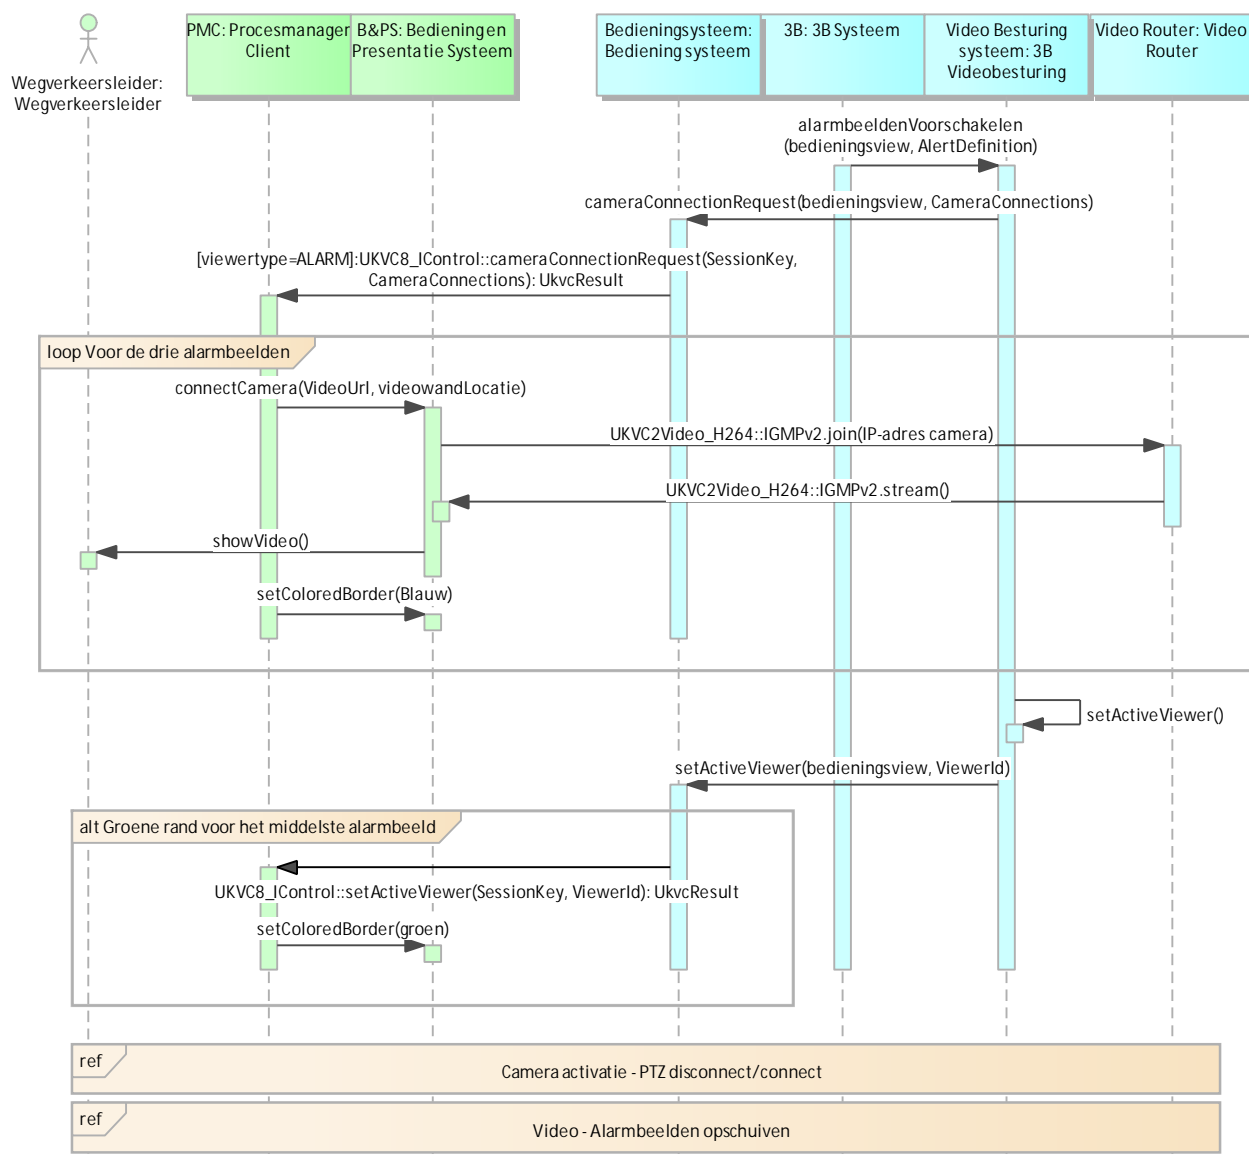 Wegverkeersleider:
Wegverkeersleider
PMC: Procesmanager
Client
B&PS: Bediening en
Presentatie Systeem
Bedieningsysteem:
Bediening systeem
3B: 3B Systeem
Video Besturing
systeem: 3B
Videobesturing
Video Router: Video
Router
alarmbeeldenVoorschakelen
(bedieningsview, AlertDefinition)
cameraConnectionRequest(bedieningsview, CameraConnections)
[viewertype=ALARM]:UKVC8_IControl::cameraConnectionRequest(SessionKey,
CameraConnections): UkvcResult
loop Voor de drie alarmbeelden
connectCamera(VideoUrl, videowandLocatie)
UKVC2Video_H264::IGMPv2.join(IP-adres camera)
UKVC2Video_H264::IGMPv2.stream()
showVideo()
setColoredBorder(Blauw)
setActiveViewer()
setActiveViewer(bedieningsview, ViewerId)
alt Groene rand voor het middelste alarmbeeld
UKVC8_IControl::setActiveViewer(SessionKey, ViewerId): UkvcResult
setColoredBorder(groen)
ref
Camera activatie - PTZ disconnect/connect
ref
Video - Alarmbeelden opschuiven